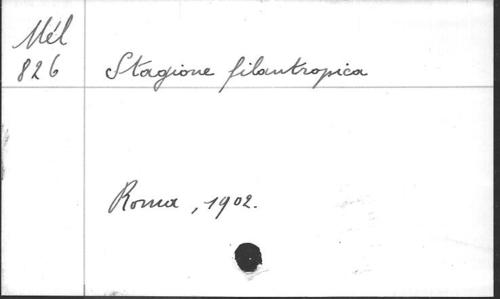 Mél
826
Stagione filantropica
Roma, 1902.